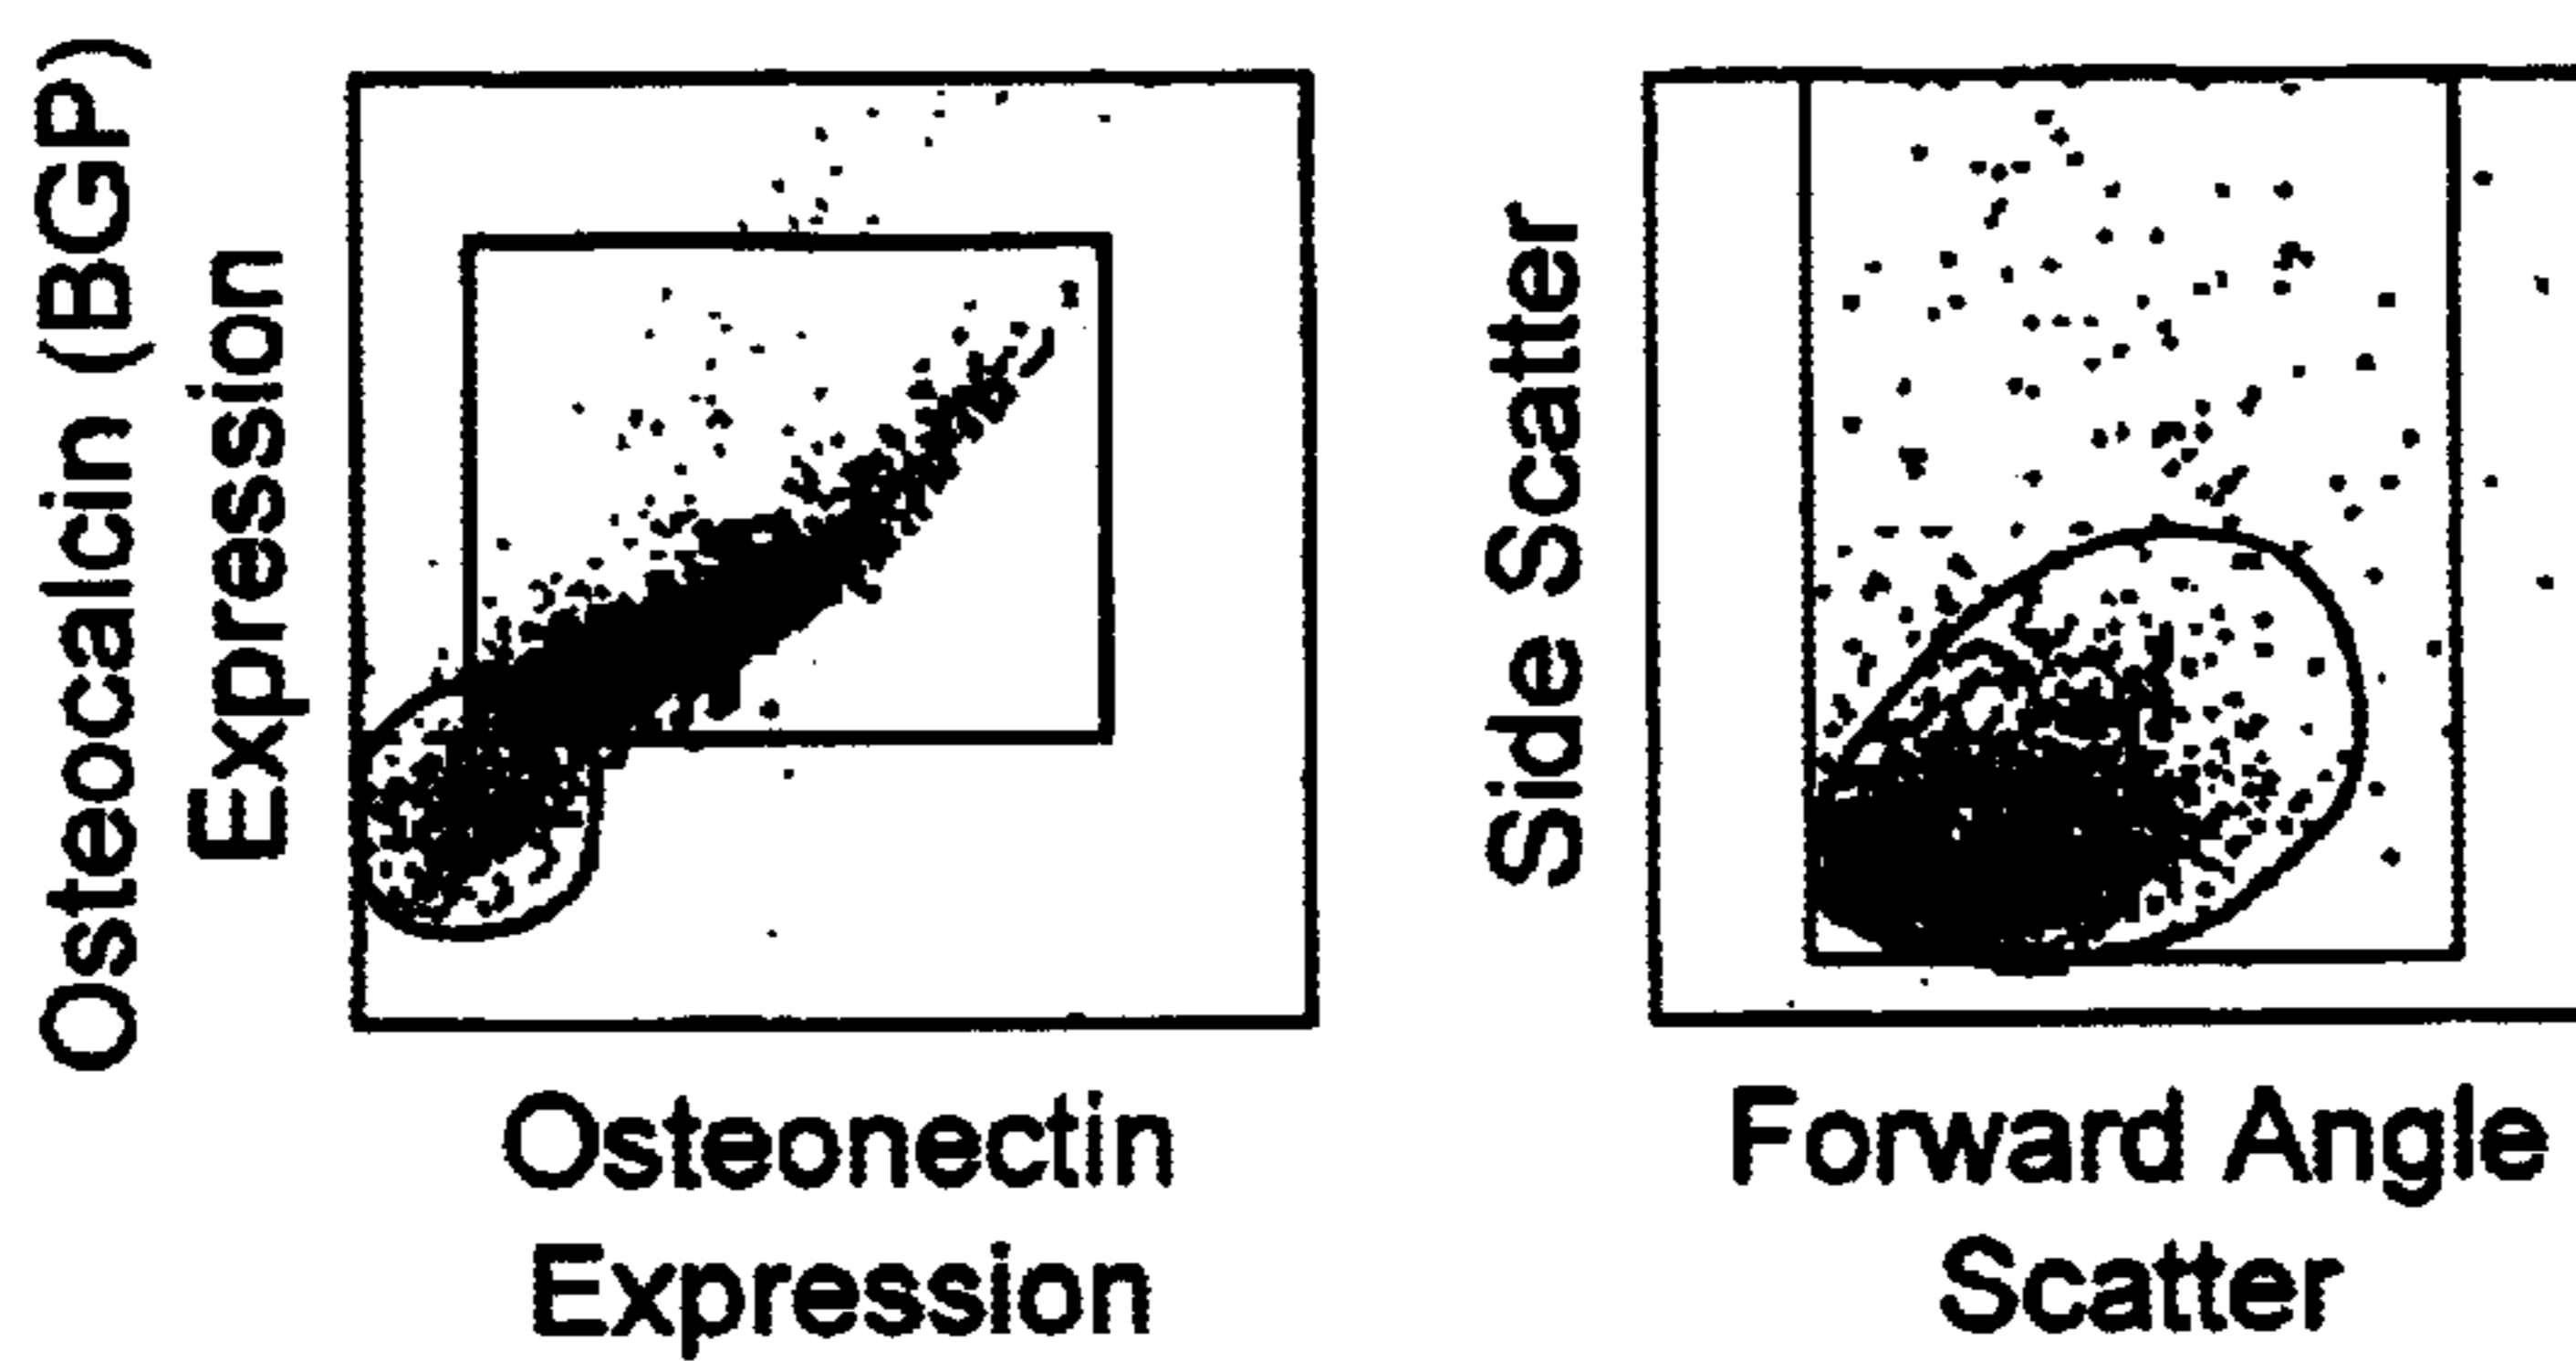 Osteocalcin (BGP)
Expression
Osteonectin
Expression
Side Scatter
Forward Angle
Scatter